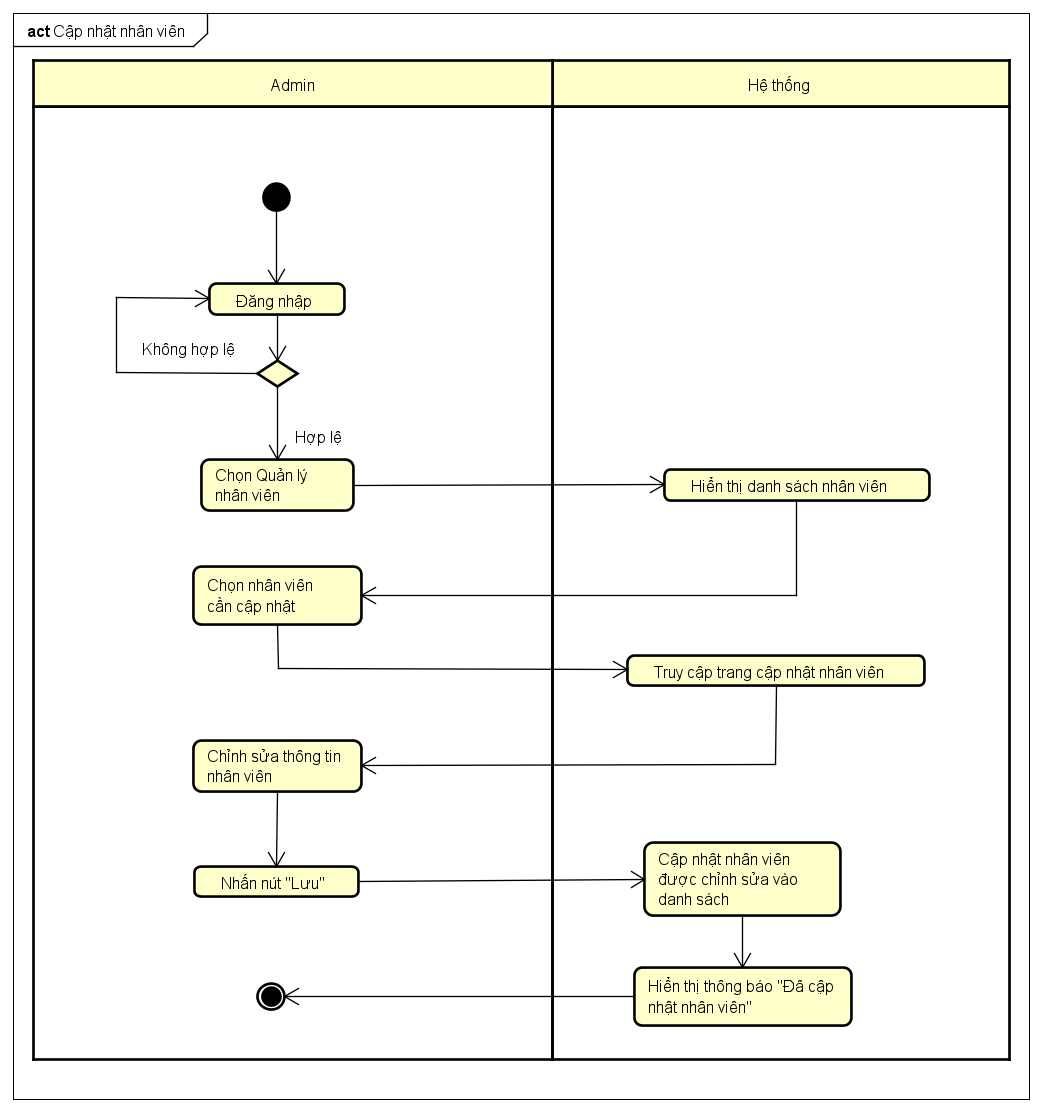 act Cập nhật nhân viên
Admin
Hệ thống
Đăng nhập
Không hợp lệ
Hợp lệ
Chọn Quản lý
nhân viên
Hiển thị danh sách nhân viên
Chọn nhân viên
cần cập nhật
Truy cập trang cập nhật nhân viên
Chỉnh sửa thông tin
nhân viên
Nhấn nút "Lưu"
Cập nhật nhân viên
được chỉnh sửa vào
danh sách
Hiển thị thông báo "Đã cập
nhật nhân viên"